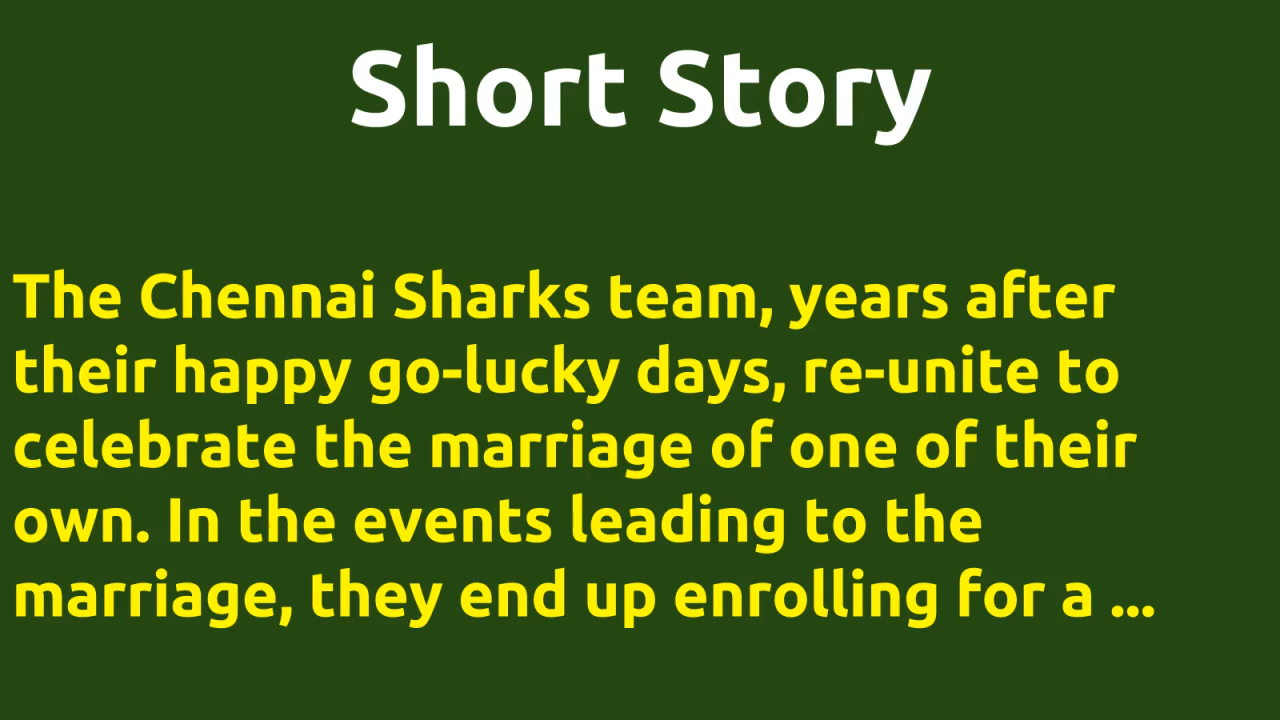 Short Story
The Chennai Sharks team, years after
their happy go-lucky days, re-unite to
celebrate the marriage of one of their
own. In the events leading to the
marriage, they end up enrolling for a ...